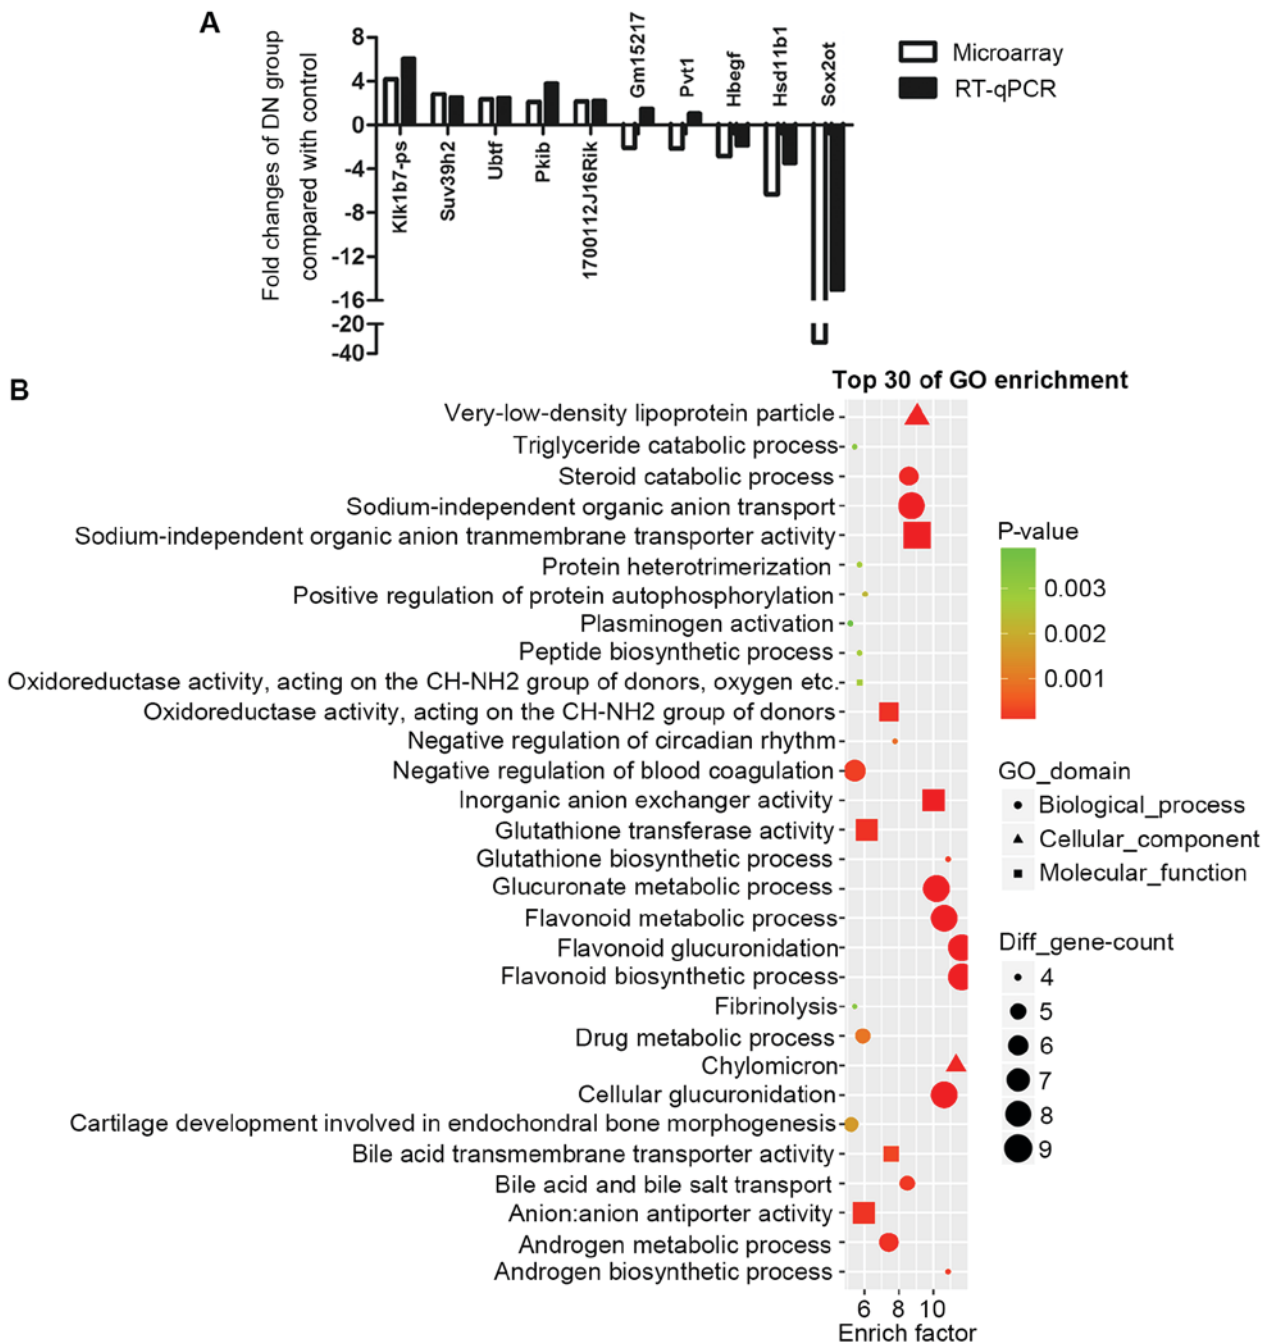 A
Fold changes of DN group
compared with control
8
4
0
-4
-8
-12
-16
-20
-40
Klk1b7-ps
Suv39h2
Ubtf
Pkib
1700112J16Rik
Gm15217
Pvt1
Hbegf
Hsd11b1
Sox2ot
Microarray
RT-qPCR
B
Top 30 of GO enrichment
Very-low-density lipoprotein particle
Triglyceride catabolic process
Steroid catabolic process
Sodium-independent organic anion transport
Sodium-independent organic anion tranmembrane transporter activity
Protein heterotrimerization
Positive regulation of protein autophosphorylation
Plasminogen activation
Peptide biosynthetic process
Oxidoreductase activity, acting on the CH-NH2 group of donors, oxygen etc.
Oxidoreductase activity, acting on the CH-NH2 group of donors
Negative regulation of circadian rhythm
Negative regulation of blood coagulation
Inorganic anion exchanger activity
Glutathione transferase activity
Glutathione biosynthetic process
Glucuronate metabolic process
Flavonoid metabolic process
Flavonoid glucuronidation
Flavonoid biosynthetic process
Fibrinolysis
Drug metabolic process
Chylomicron
Cellular glucuronidation
Cartilage development involved in endochondral bone morphogenesis
Bile acid transmembrane transporter activity
Bile acid and bile salt transport
Anion:anion antiporter activity
Androgen metabolic process
Androgen biosynthetic process
6 8 10
Enrich factor
P-value
0.003
0.002
0.001
GO_domain
Biological_process
Cellular_component
Molecular_function
Diff_gene-count
4
5
6
7
8
9